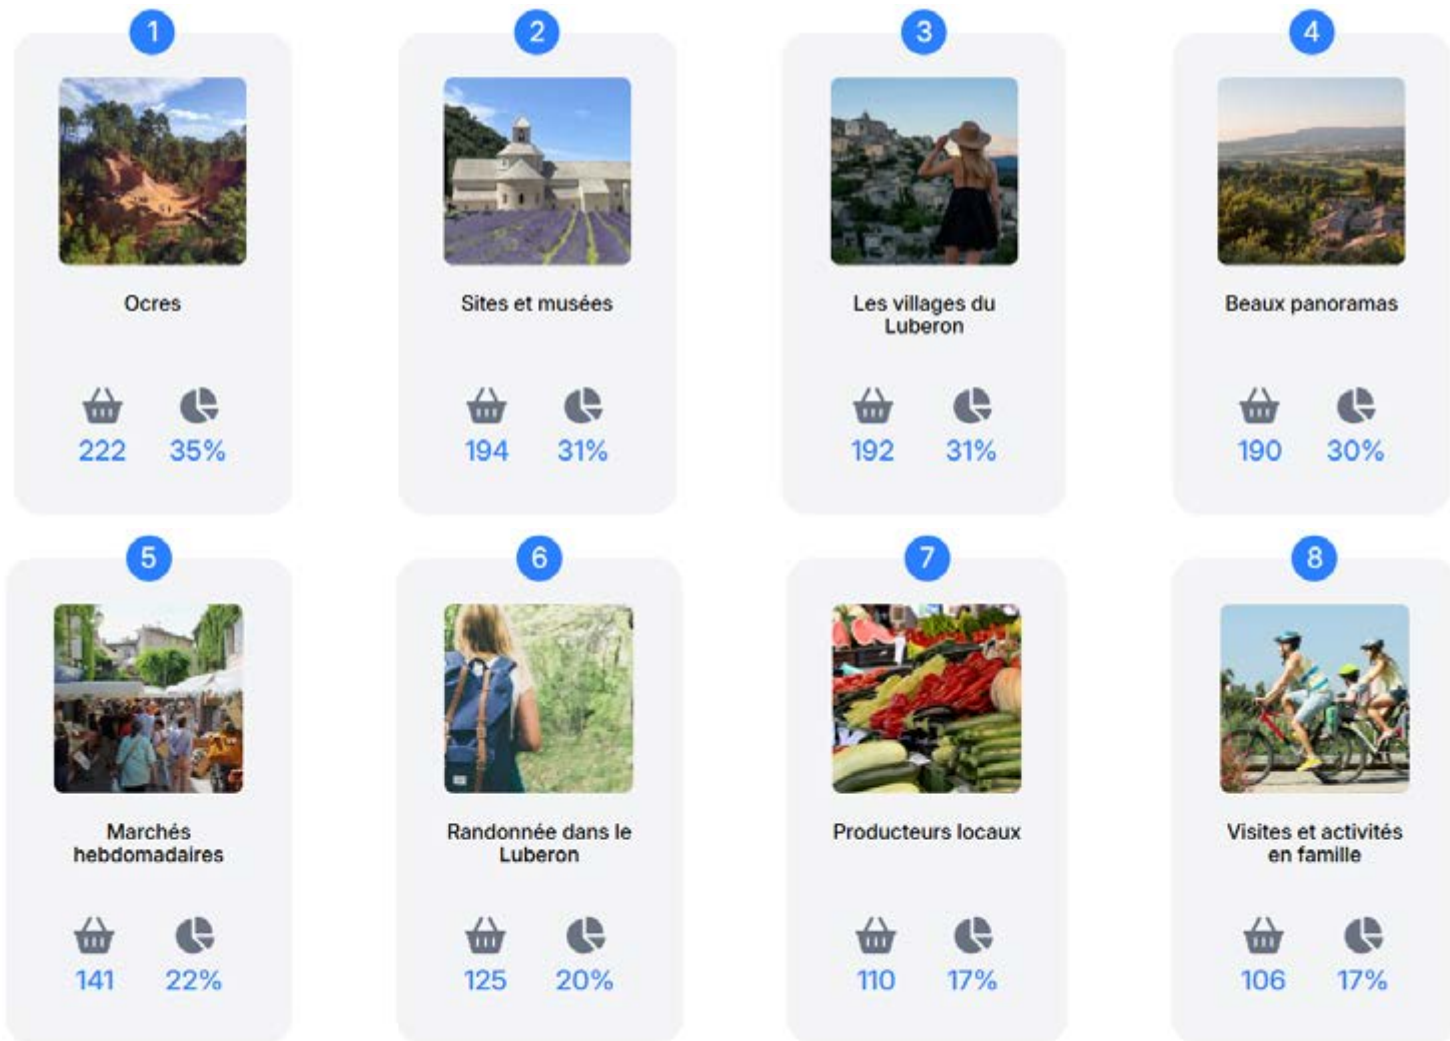 1
2
3
4
Ocres
Sites et musées
Les villages du
Luberon
Beaux panoramas
222 35%
194 31%
192 31%
190 30%
5
6
7
8
Marchés
hebdomadaires
Randonnée dans le
Luberon
Producteurs locaux
Visites et activités
en famille
141 22%
125 20%
110 17%
106 17%